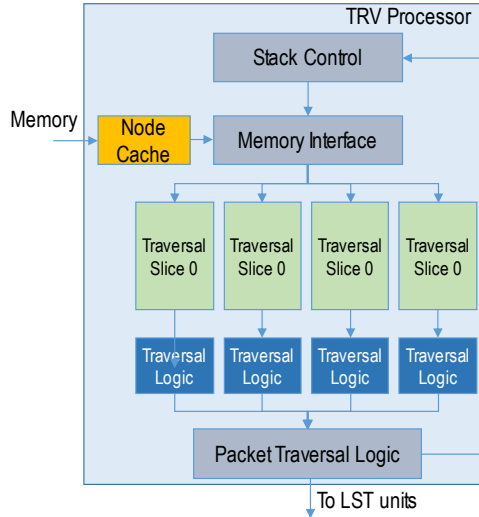 TRV Processor
Stack Control
Memory
Node
Cache
Memory Interface
Traversal
Slice 0
Traversal
Slice 0
Traversal
Slice 0
Traversal
Slice 0
Traversal
Logic
Traversal
Logic
Traversal
Logic
Traversal
Logic
Packet Traversal Logic
To LST units